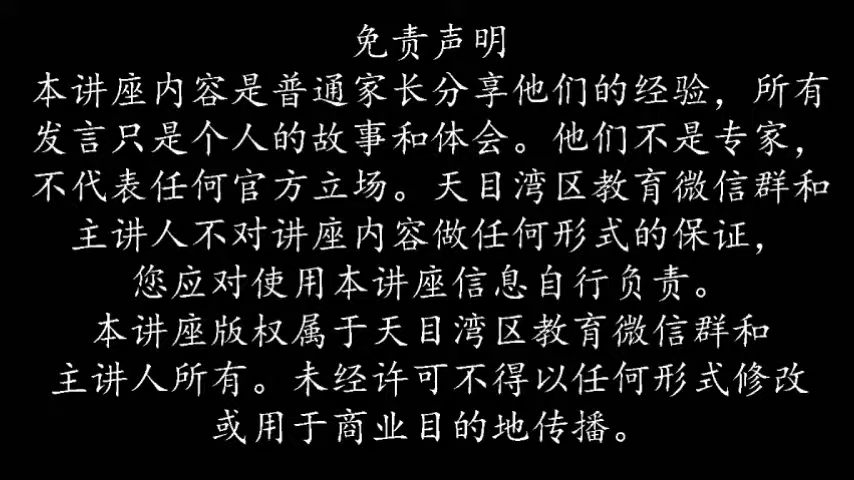 免责声明
本讲座内容是普通家长分享他们的经验，所有
发言只是个人的故事和体会。他们不是专家，
不代表任何官方立场。天目湾区教育微信群和
主讲人不对讲座内容做任何形式的保证，
您应对使用本讲座信息自行负责。
本讲座版权属于天目湾区教育微信群和
主讲人所有。未经许可不得以任何形式修改
或用于商业目的地传播。